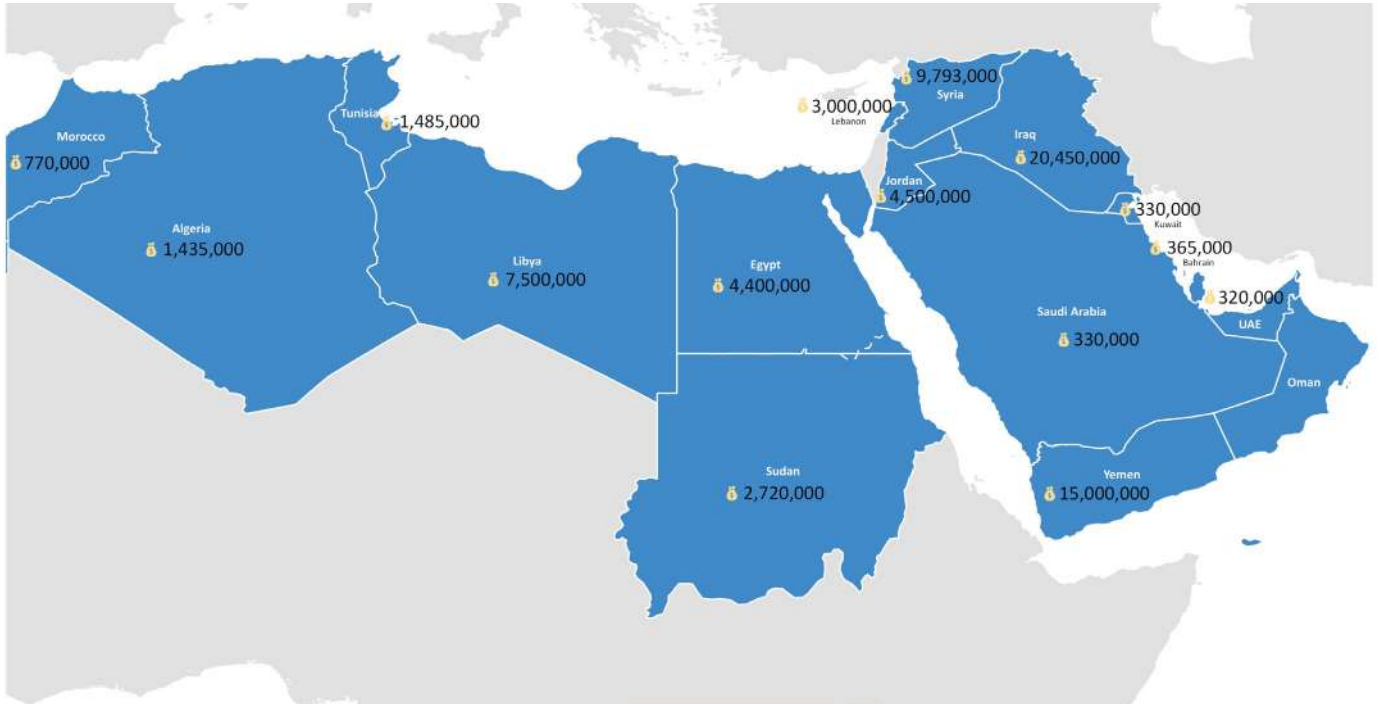 9,793,000
Syria
3,000,000
Lebanon
Tunisia
1,485,000
Morocco
770,000
Iraq
20,450,000
Jordan
4,500,000
330,000
Kuwait
Algeria
1,435,000
365,000
Bahrain
Libya
7,500,000
Egypt
4,400,000
320,000
UAE
Saudi Arabia
330,000
Oman
Sudan
2,720,000
Yemen
15,000,000